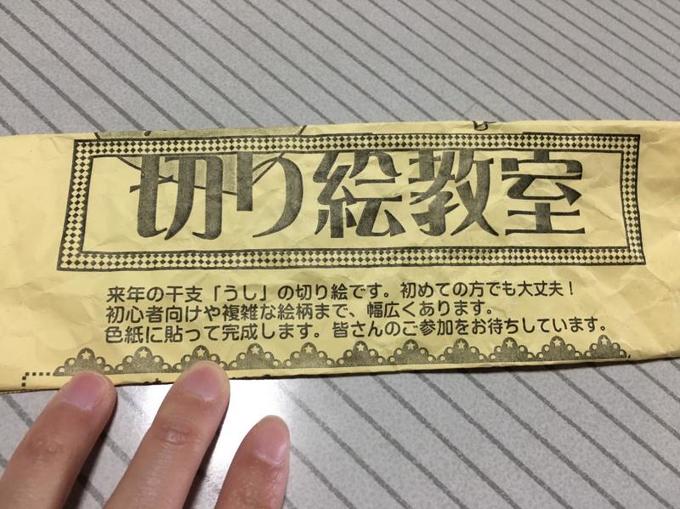 切り絵教室
来年の干支「うし」の切り絵です。初めての方でも大丈夫！
初心者向けや複雑な絵柄まで、幅広くあります。
色紙に貼って完成します。皆さんのご参加をお待ちしています。